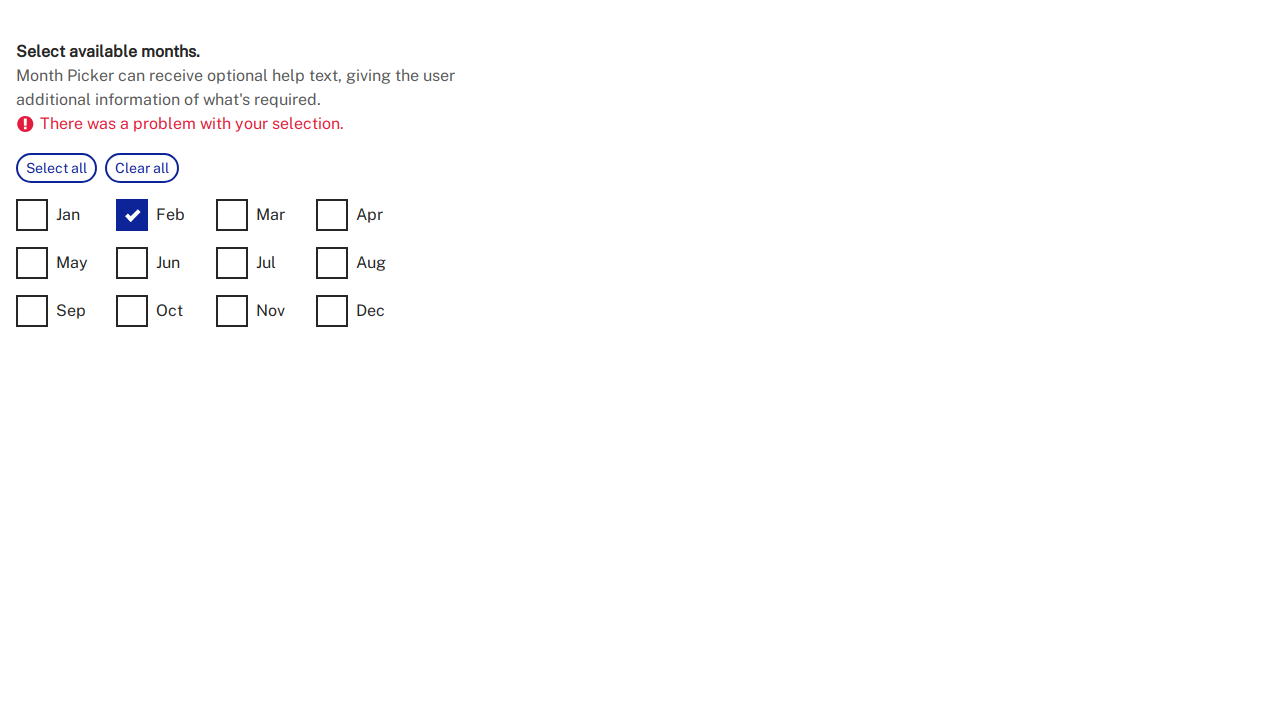 Select available months.
Month Picker can receive optional help text, giving the user
additional information of what's required.
There was a problem with your selection.
Select all Clear all
Jan Feb Mar Apr
May Jun Jul Aug
Sep Oct Nov Dec